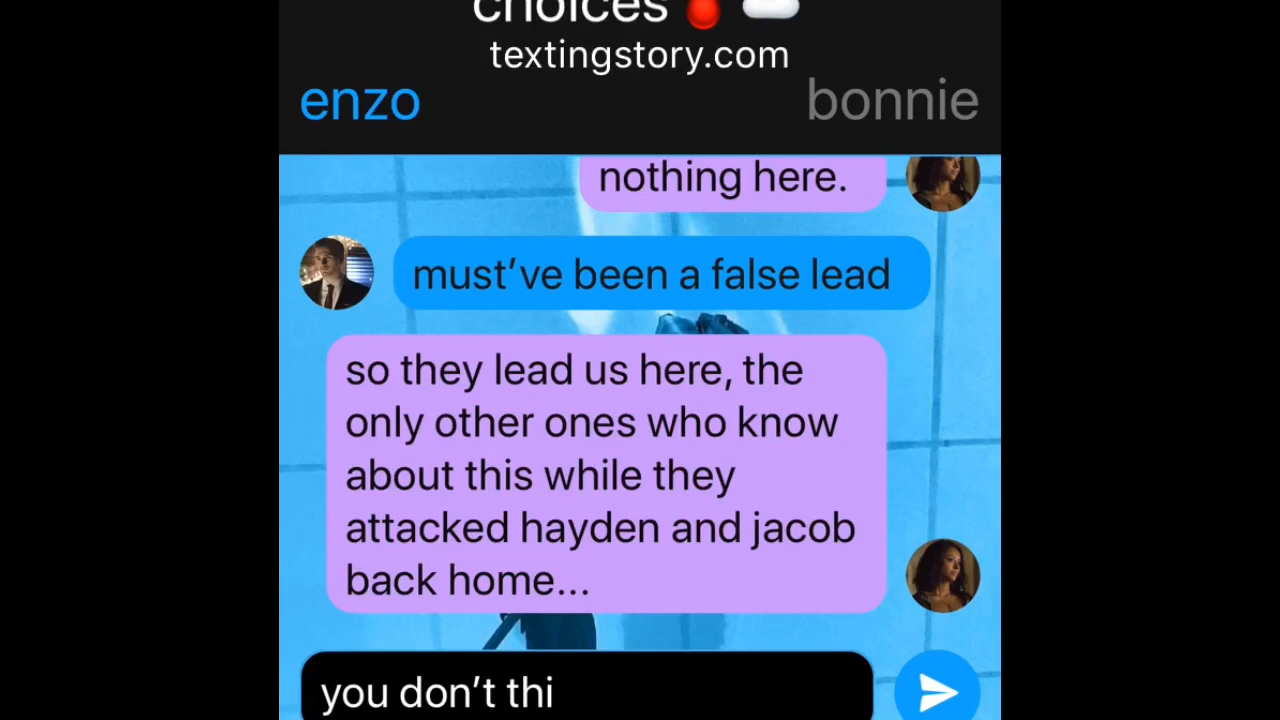 choices
textingstory.com
enzo
bonnie
nothing here.
must've been a false lead
so they lead us here, the
only other ones who know
about this while they
attacked hayden and jacob
back home...
you don't thi